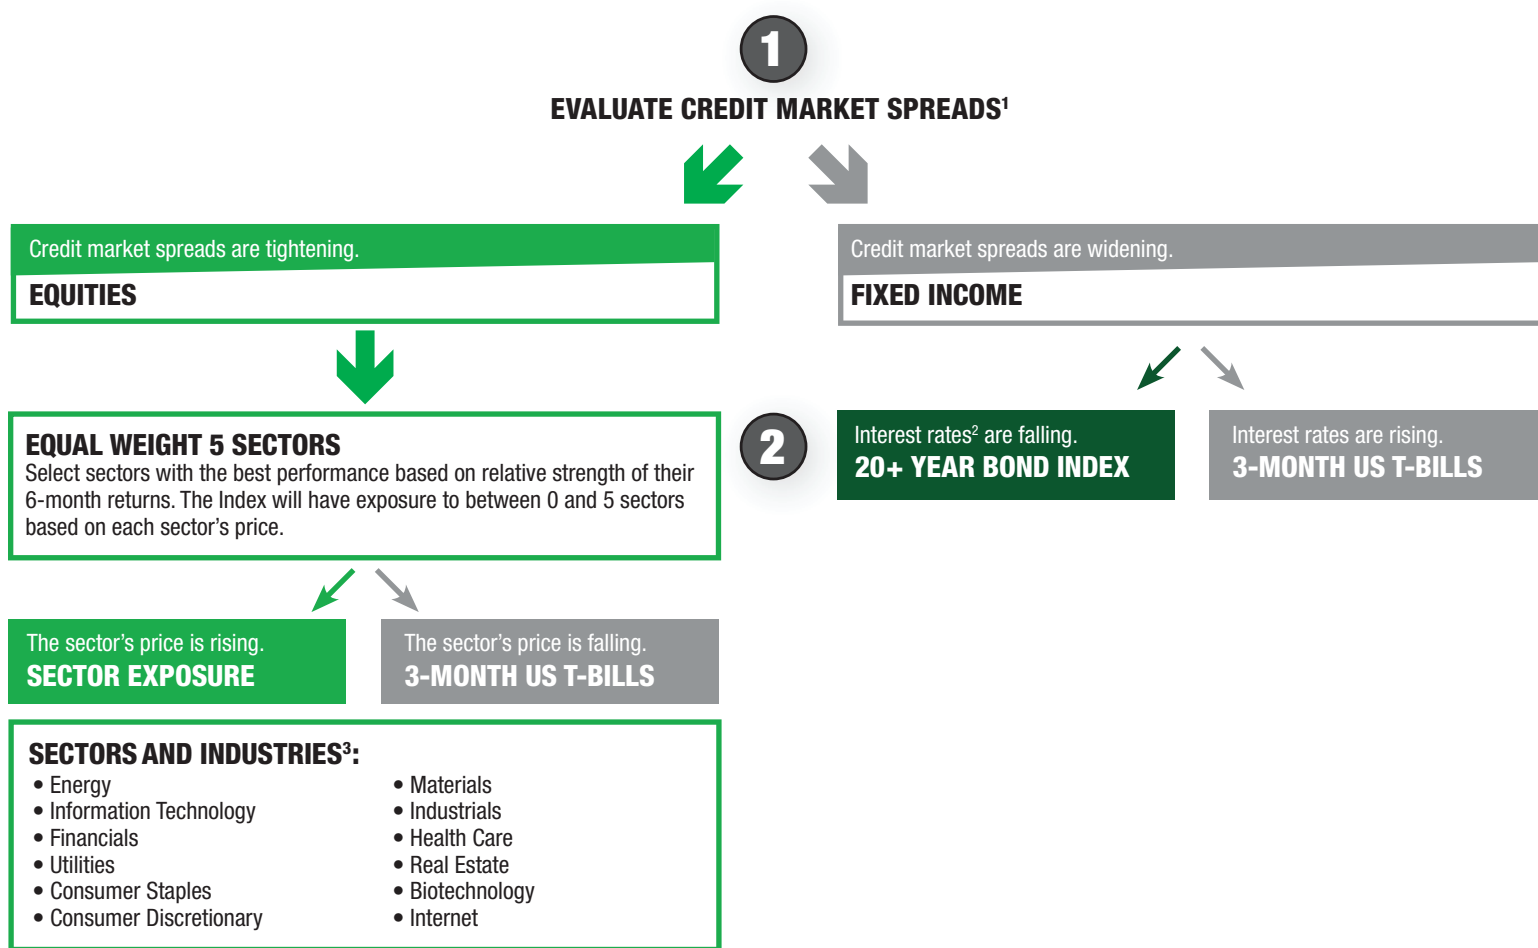 1
EVALUATE CREDIT MARKET SPREADS¹
Credit market spreads are tightening.
EQUITIES
Credit market spreads are widening.
FIXED INCOME
EQUAL WEIGHT 5 SECTORS
Select sectors with the best performance based on relative strength of their
6-month returns. The Index will have exposure to between 0 and 5 sectors
based on each sector’s price.
2
Interest rates² are falling.
20+ YEAR BOND INDEX
Interest rates are rising.
3-MONTH US T-BILLS
The sector’s price is rising.
SECTOR EXPOSURE
The sector’s price is falling.
3-MONTH US T-BILLS
SECTORS AND INDUSTRIES³:
• Energy
• Information Technology
• Financials
• Utilities
• Consumer Staples
• Consumer Discretionary
• Materials
• Industrials
• Health Care
• Real Estate
• Biotechnology
• Internet